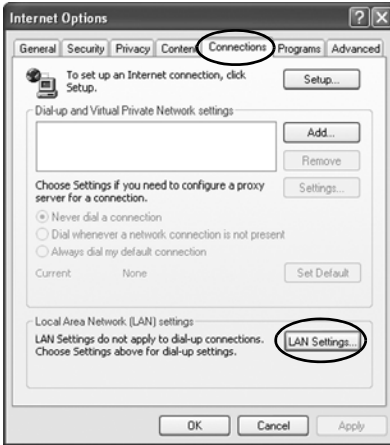 Internet Options
General Security Privacy Content Connections Programs Advanced
To set up an Internet connection, click
Setup.
Setup...
Dial-up and Virtual Private Network settings
Add...
Remove
Choose Settings if you need to configure a proxy
server for a connection.
Settings...
Never dial a connection
Dial whenever a network connection is not present
Always dial my default connection
Current None
Set Default
Local Area Network (LAN) settings
LAN Settings do not apply to dial-up connections.
Choose Settings above for dial-up settings.
LAN Settings...
OK Cancel Apply